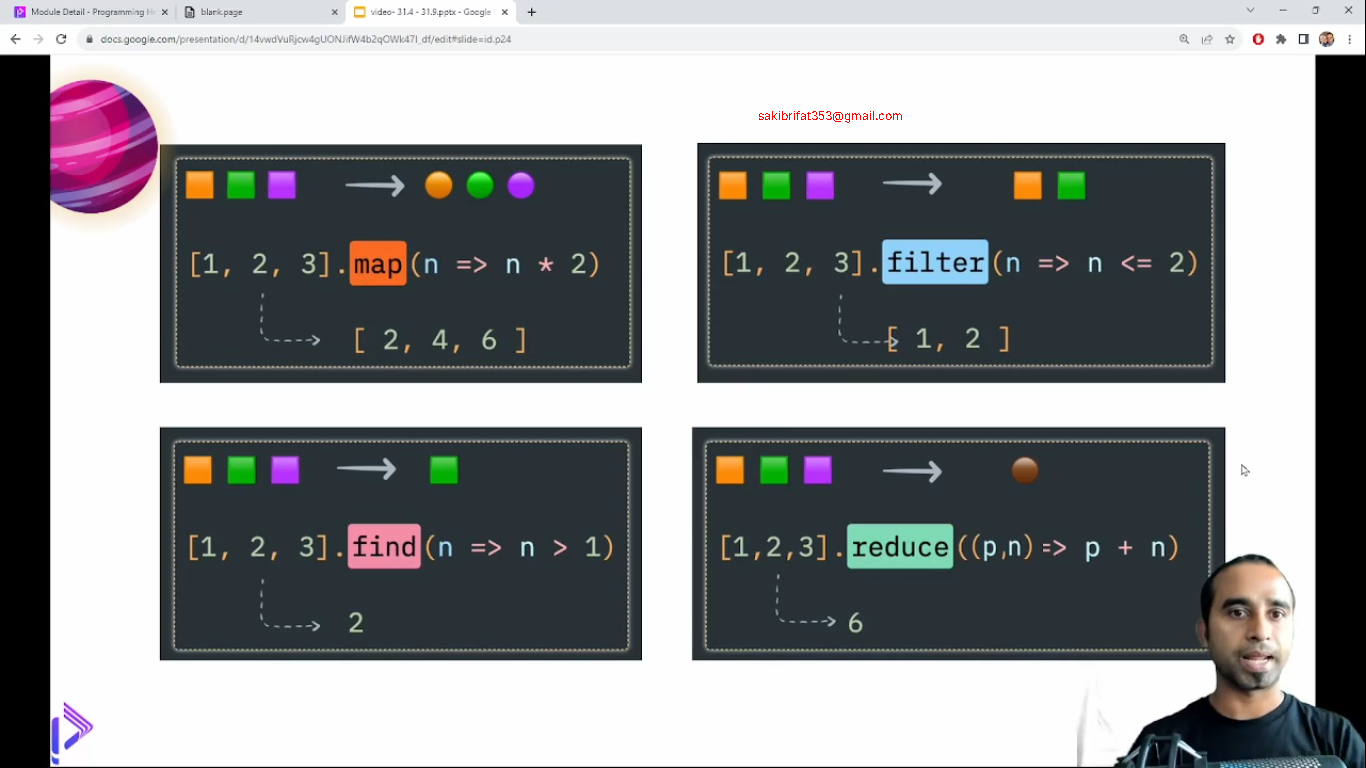 Module Detail - Programming H
blank.page
video- 31.4 - 31.9.pptx - Google
docs.google.com/presentation/d/14vwdVuRjcw4gUONJifW4b2qOWk47I_df/edit#slide=id.p24
sakibrifat353@gmail.com
[1, 2, 3].map(n => n * 2)
[ 2, 4, 6 ]
[1, 2, 3].filter(n => n <= 2)
[ 1, 2 ]
[1, 2, 3].find(n => n > 1)
2
[1,2,3].reduce((p,n) => p + n)
6